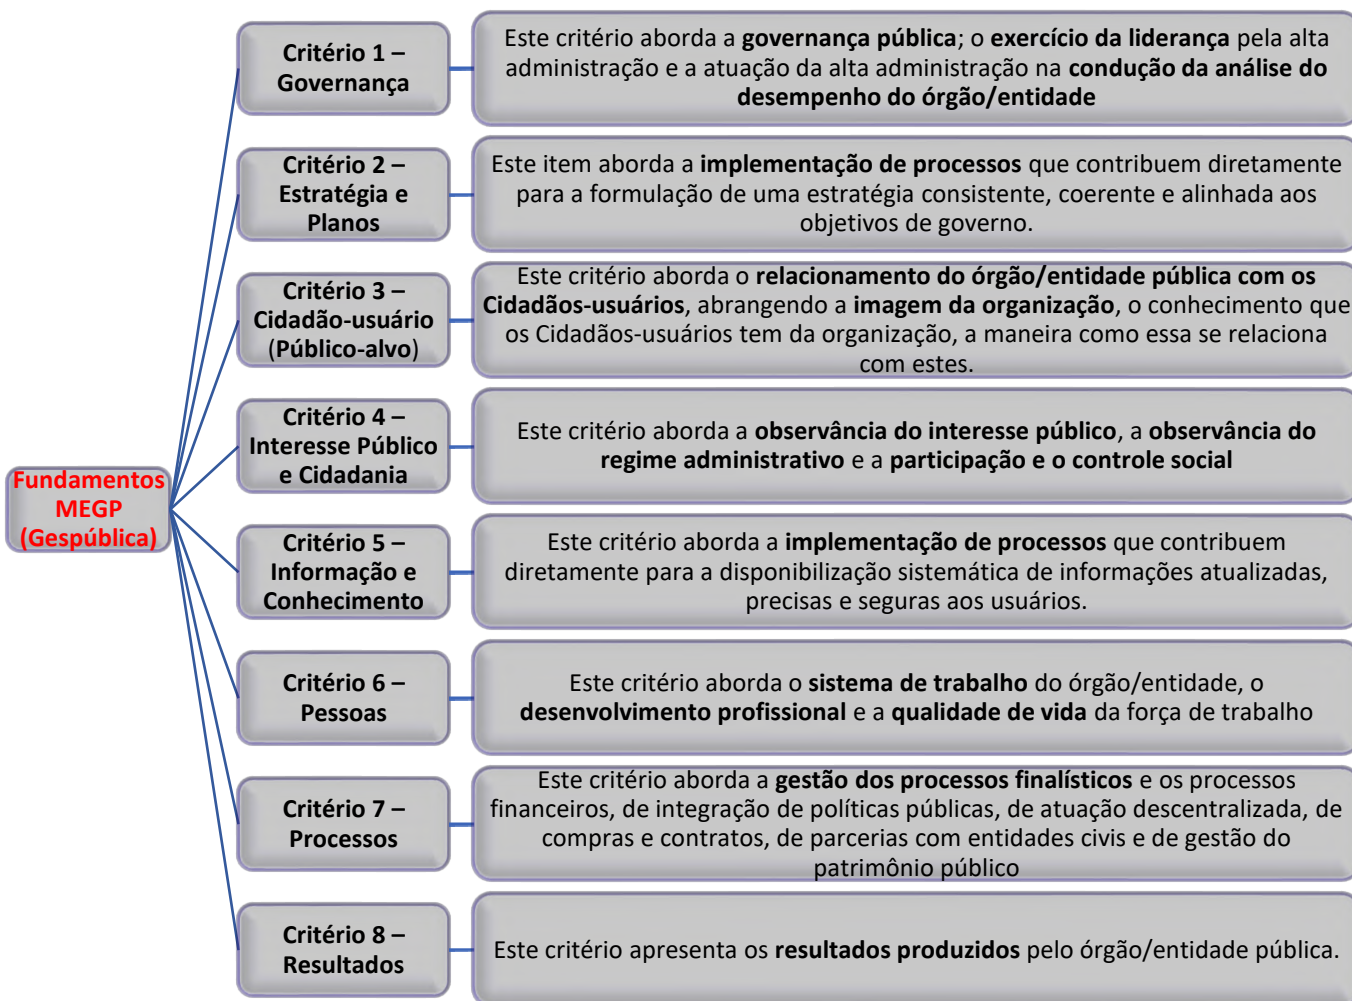 Fundamentos
MEGP
(Gespública)
Critério 1 –
Governança
Este critério aborda a governança pública; o exercício da liderança pela alta
administração e a atuação da alta administração na condução da análise do
desempenho do órgão/entidade
Critério 2 –
Estratégia e
Planos
Este item aborda a implementação de processos que contribuem diretamente
para a formulação de uma estratégia consistente, coerente e alinhada aos
objetivos de governo.
Critério 3 –
Cidadão-usuário
(Público-alvo)
Este critério aborda o relacionamento do órgão/entidade pública com os
Cidadãos-usuários, abrangendo a imagem da organização, o conhecimento que
os Cidadãos-usuários tem da organização, a maneira como essa se relaciona
com estes.
Critério 4 –
Interesse Público
e Cidadania
Este critério aborda a observância do interesse público, a observância do
regime administrativo e a participação e o controle social
Critério 5 –
Informação e
Conhecimento
Este critério aborda a implementação de processos que contribuem
diretamente para a disponibilização sistemática de informações atualizadas,
precisas e seguras aos usuários.
Critério 6 –
Pessoas
Este critério aborda o sistema de trabalho do órgão/entidade, o
desenvolvimento profissional e a qualidade de vida da força de trabalho
Critério 7 –
Processos
Este critério aborda a gestão dos processos finalísticos e os processos
financeiros, de integração de políticas públicas, de atuação descentralizada, de
compras e contratos, de parcerias com entidades civis e de gestão do
patrimônio público
Critério 8 –
Resultados
Este critério apresenta os resultados produzidos pelo órgão/entidade pública.